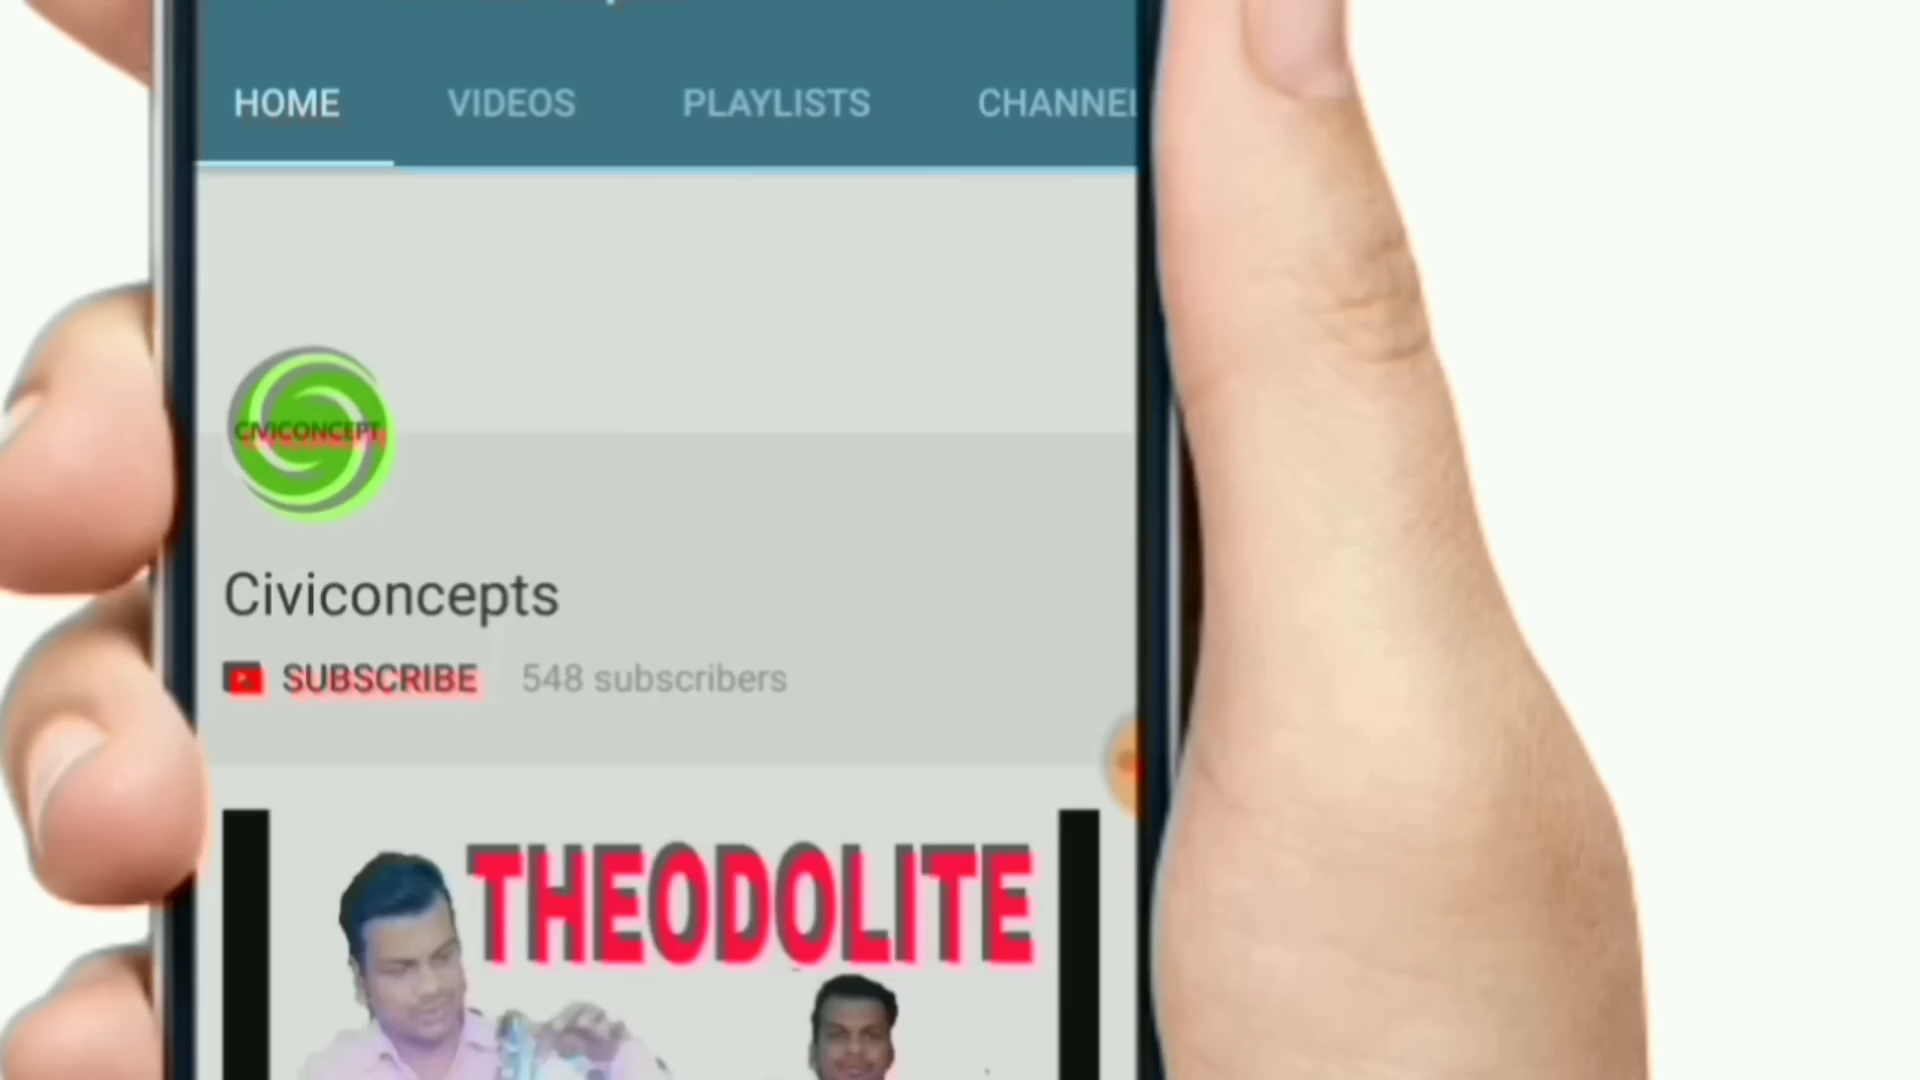 HOME VIDEOS PLAYLISTS CHANNEL
CIVICONCEPT
Civiconcepts
SUBSCRIBE 548 subscribers
THEODOLITE